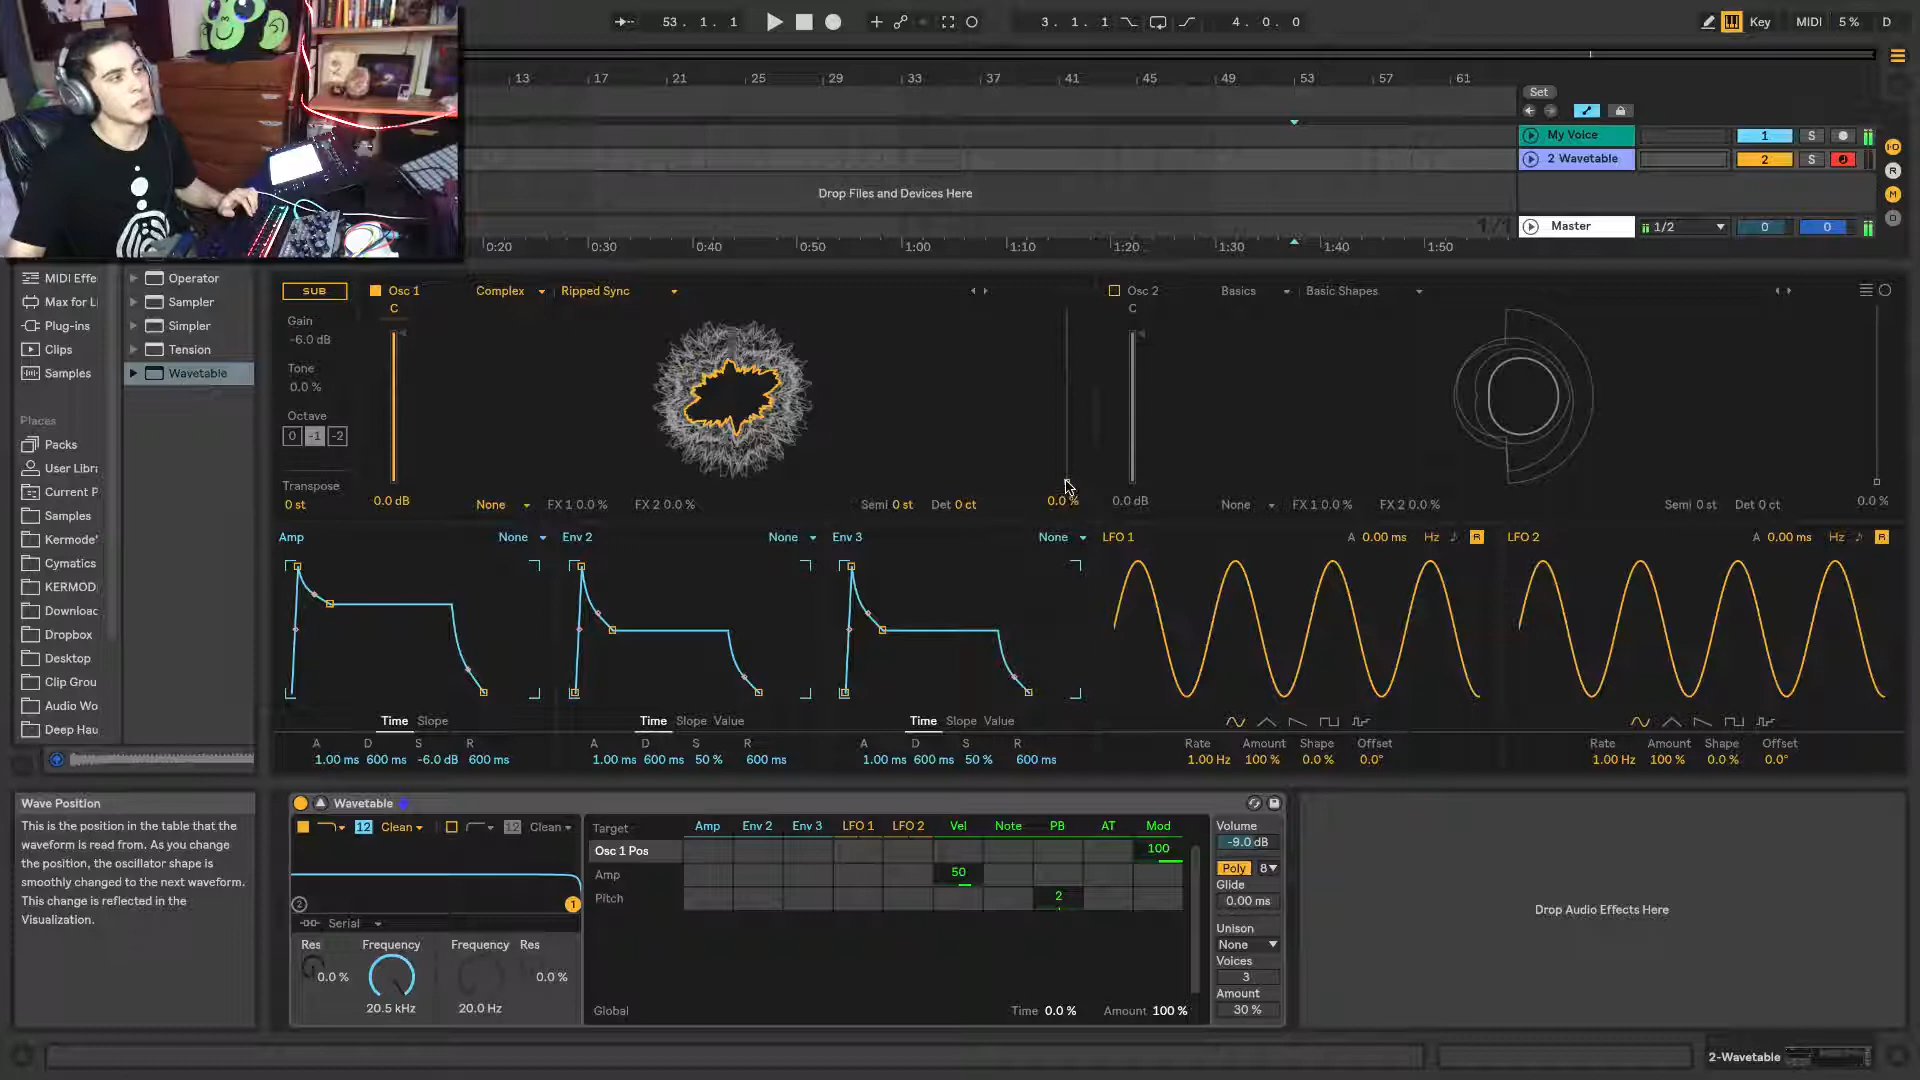 53 . 1 . 1
3 . 1 . 1
4 . 0 . 0
Key
MIDI
5 %
D
13
17
21
25
29
33
37
41
45
49
53
57
61
Set
My Voice
1
S
2 Wavetable
2
S
Drop Files and Devices Here
1/1
Master
1/2
0
0
0:20
0:30
0:40
0:50
1:00
1:10
1:20
1:30
1:40
1:50
R
M
D
MIDI Effe
Max for L
Plug-ins
Clips
Samples
Places
Packs
User Libr
Current P
Samples
Kermode'
Cymatics
KERMOD
Downloac
Dropbox
Desktop
Clip Grou
Audio Wo
Deep Hau
Operator
Sampler
Simpler
Tension
Wavetable
SUB
Gain
-6.0 dB
Tone
0.0 %
Octave
0 -1 -2
Transpose
0 st
Osc 1
Complex
Ripped Sync
C
0.0 dB
None
FX 1 0.0 %
FX 2 0.0 %
Semi 0 st
Det 0 ct
0.0 %
Osc 2
Basics
Basic Shapes
C
0.0 dB
None
FX 1 0.0 %
FX 2 0.0 %
Semi 0 st
Det 0 ct
0.0 %
Amp
None
Env 2
None
Env 3
None
LFO 1
A 0.00 ms
Hz
R
LFO 2
A 0.00 ms
Hz
R
Time Slope
A D S R
1.00 ms 600 ms -6.0 dB 600 ms
Time Slope Value
A D S R
1.00 ms 600 ms 50 % 600 ms
Time Slope Value
A D S R
1.00 ms 600 ms 50 % 600 ms
Rate Amount Shape Offset
1.00 Hz 100 % 0.0 % 0.0°
Rate Amount Shape Offset
1.00 Hz 100 % 0.0 % 0.0°
Wave Position
This is the position in the table that the
waveform is read from. As you change
the position, the oscillator shape is
smoothly changed to the next waveform.
This change is reflected in the
Visualization.
Wavetable
12 Clean
12 Clean
2
1
Serial
Res Frequency Frequency Res
0.0 % 0.0 %
20.5 kHz 20.0 Hz
Target Amp Env 2 Env 3 LFO 1 LFO 2 Vel Note PB AT Mod
Osc 1 Pos 100
Amp 50
Pitch 2
Global
Time 0.0 %
Amount 100 %
Volume
-9.0 dB
Poly 8
Glide
0.00 ms
Unison
None
Voices
3
Amount
30 %
Drop Audio Effects Here
2-Wavetable